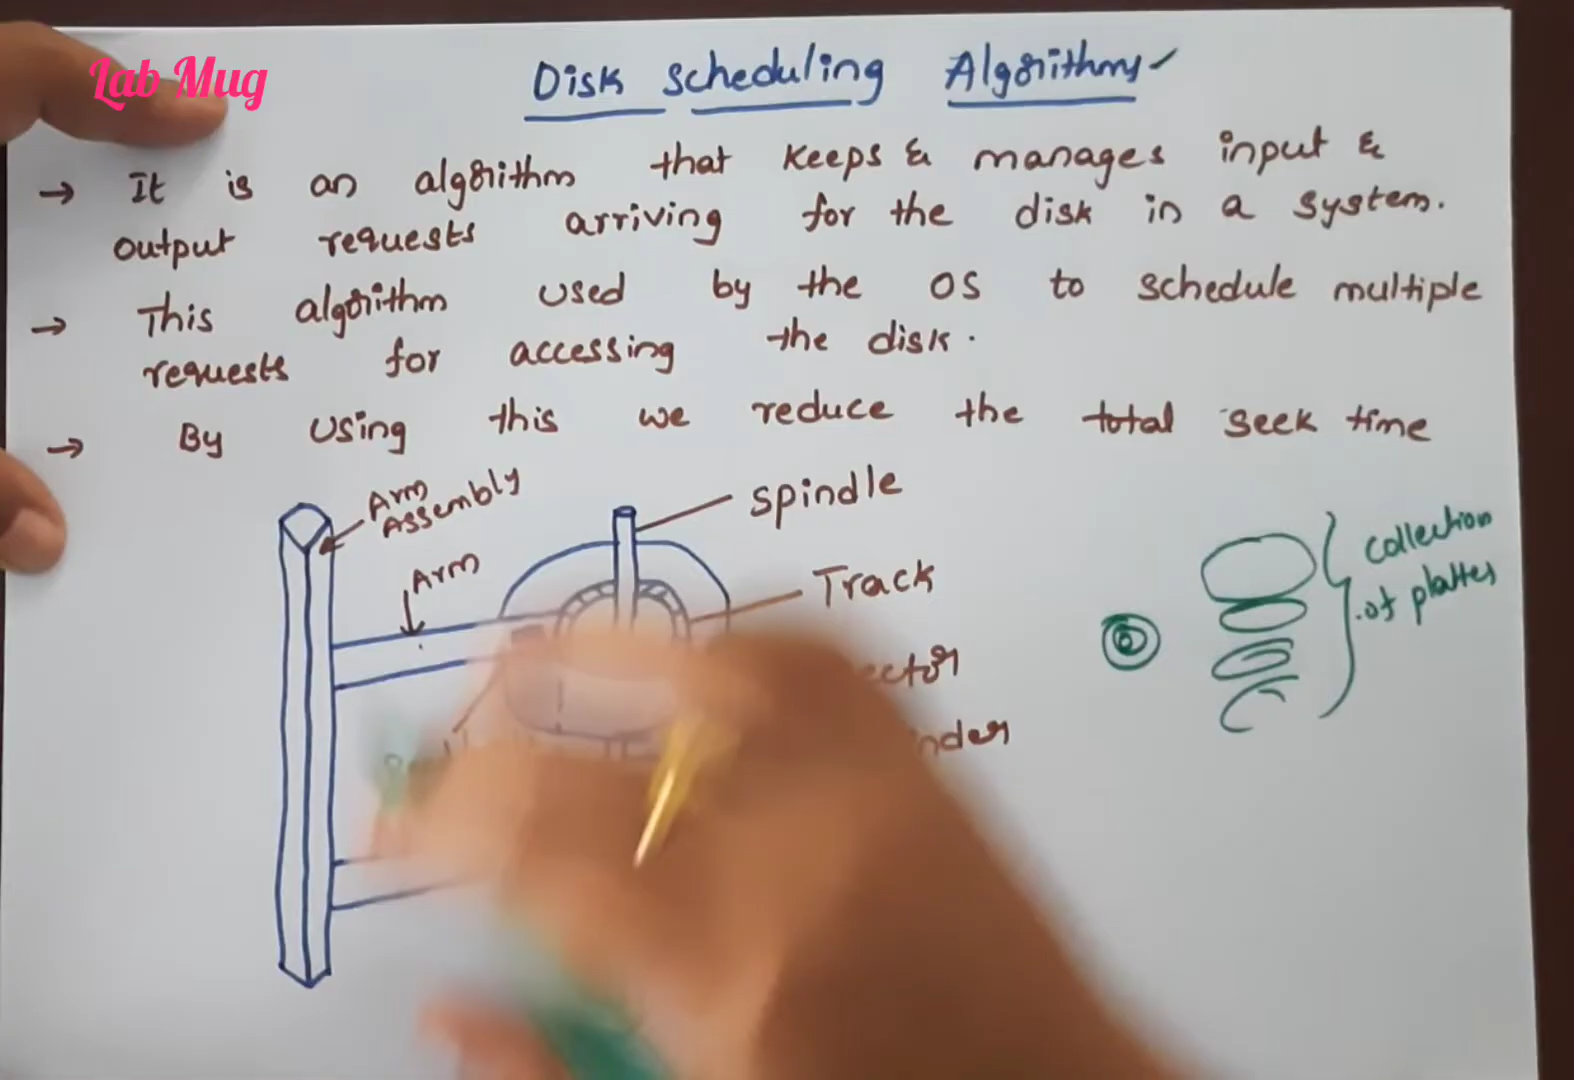 Lab Mug
Disk scheduling Algorithms
→ It is an algorithm that keeps & manages input &
output requests arriving for the disk in a system.
→ This algorithm used by the OS to schedule multiple
requests for accessing the disk.
→ By using this we reduce the total seek time
Arm
Assembly
Arm
spindle
Track
collection
of plattes